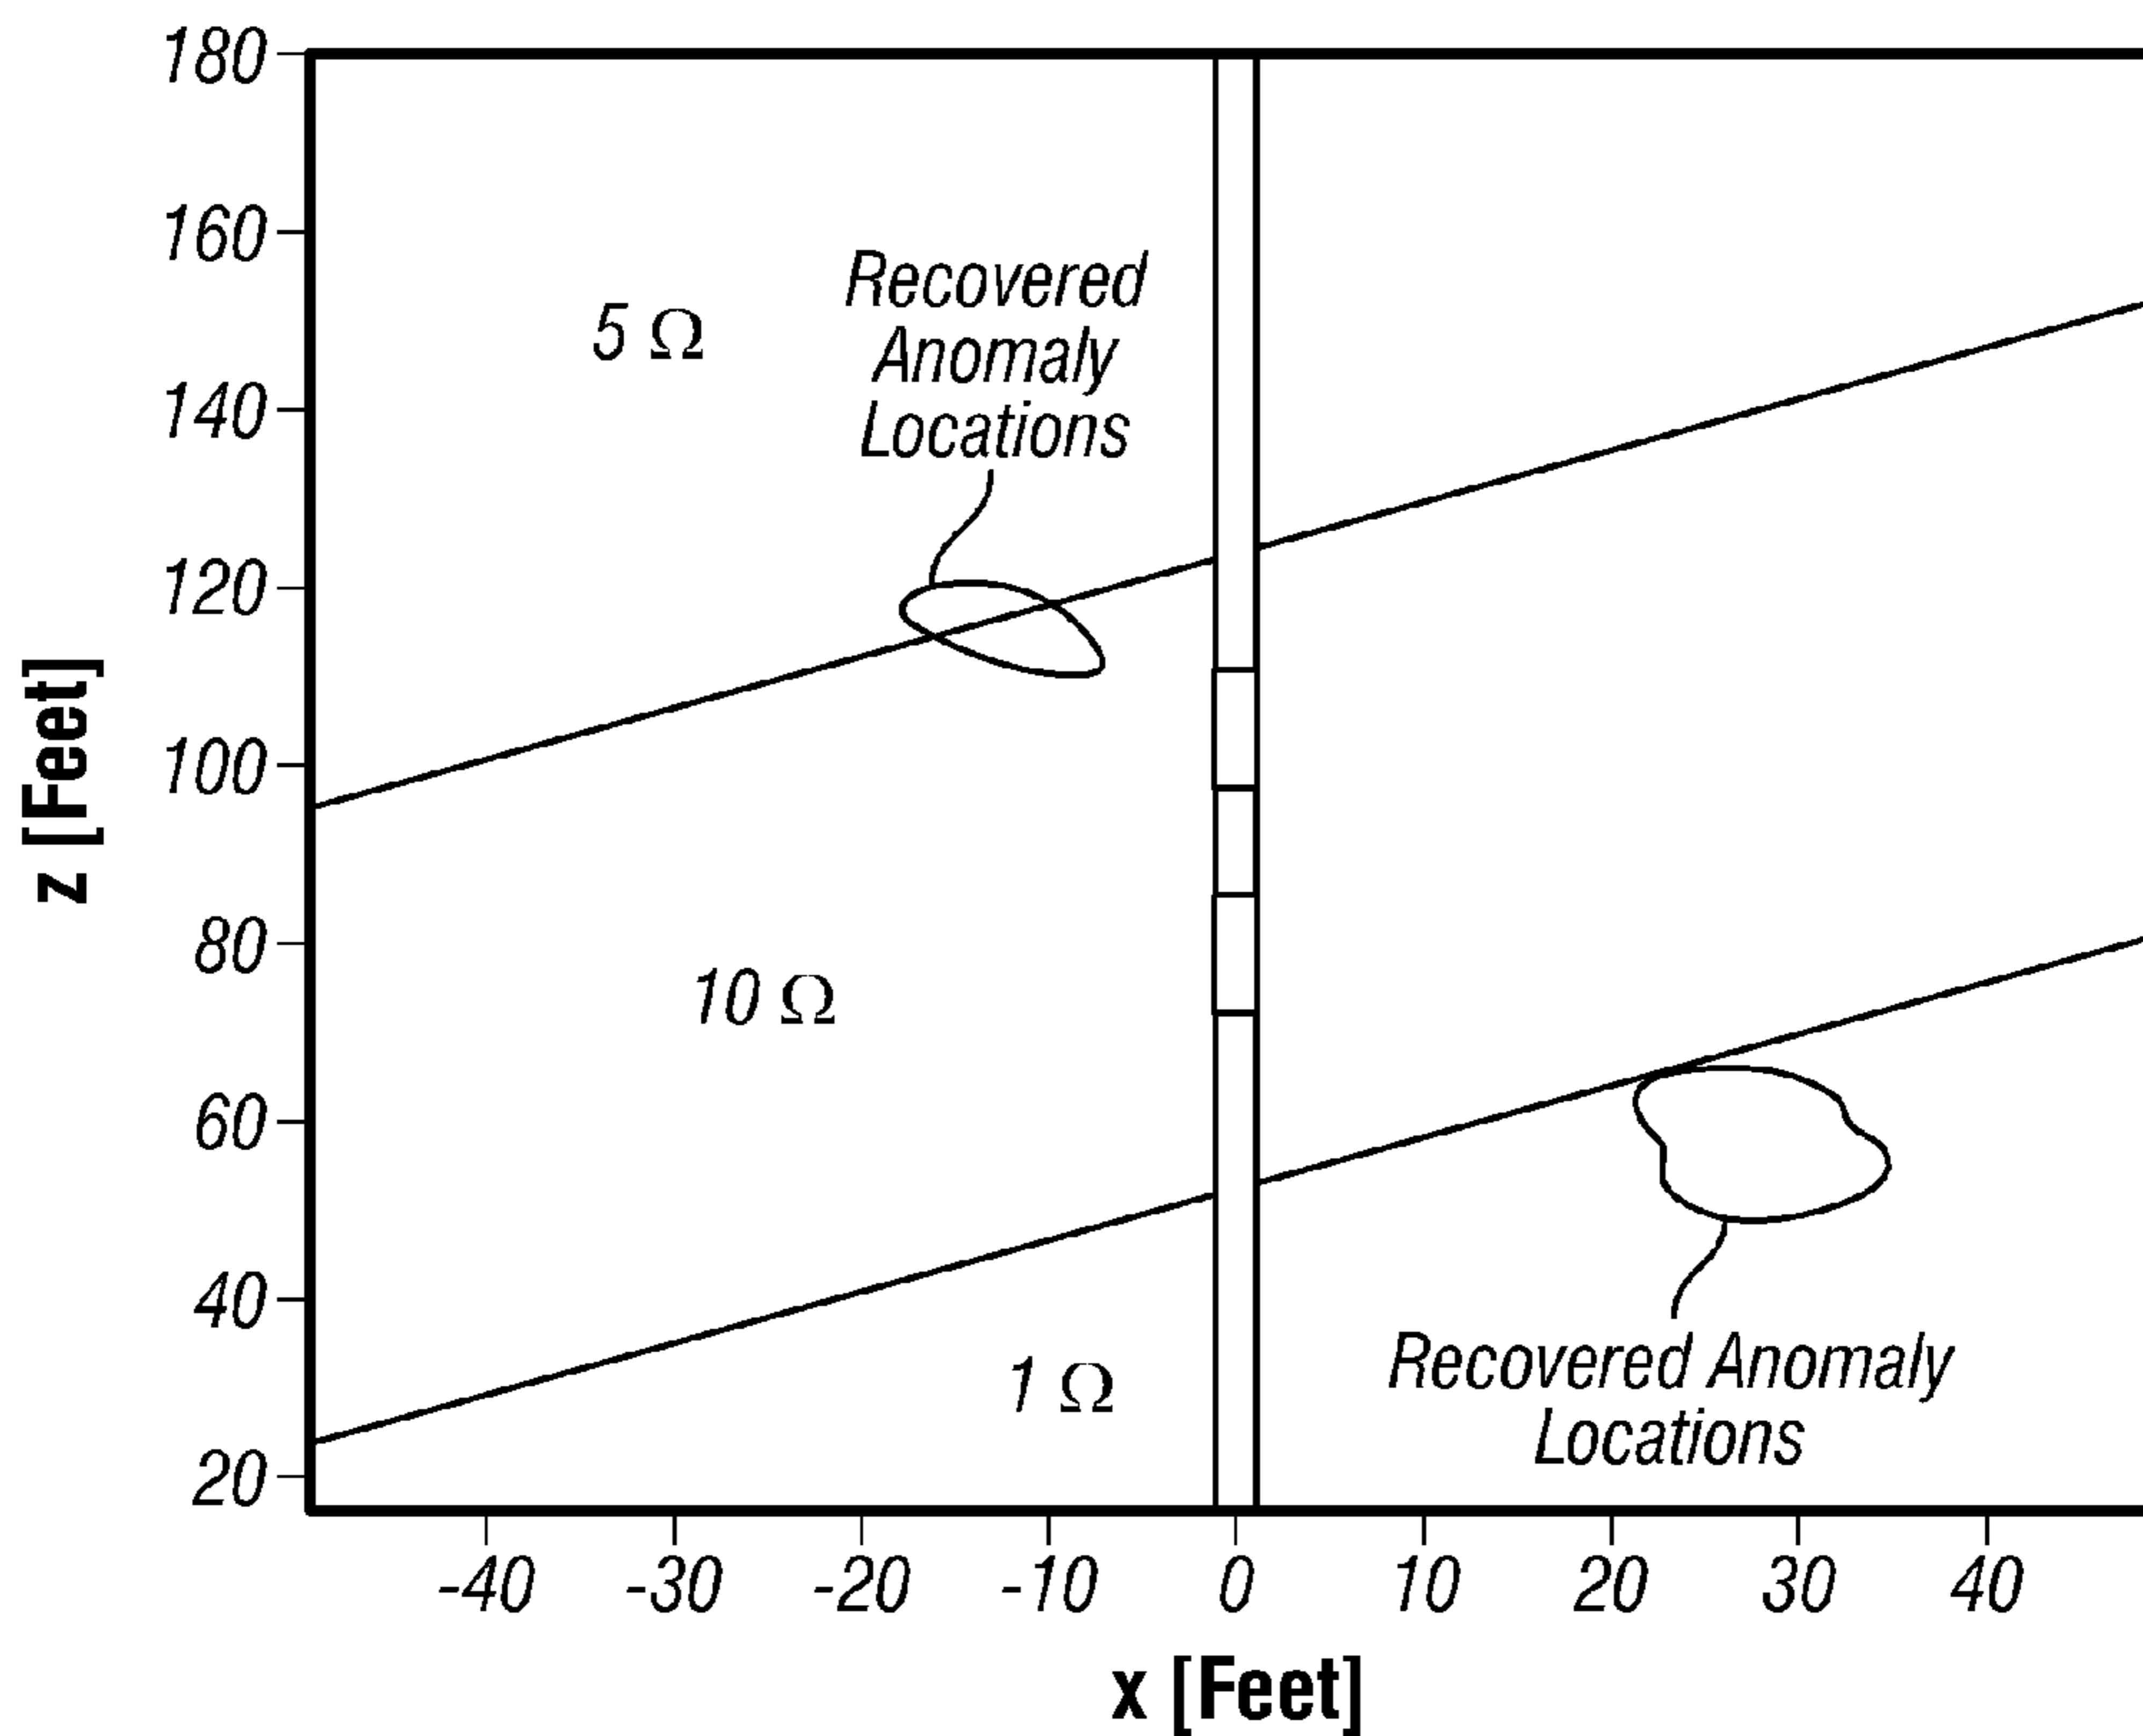 180
160
140
120
100
80
60
40
20
z [Feet]
5 Ω
Recovered
Anomaly
Locations
10 Ω
1 Ω
Recovered Anomaly
Locations
-40 -30 -20 -10 0 10 20 30 40
x [Feet]